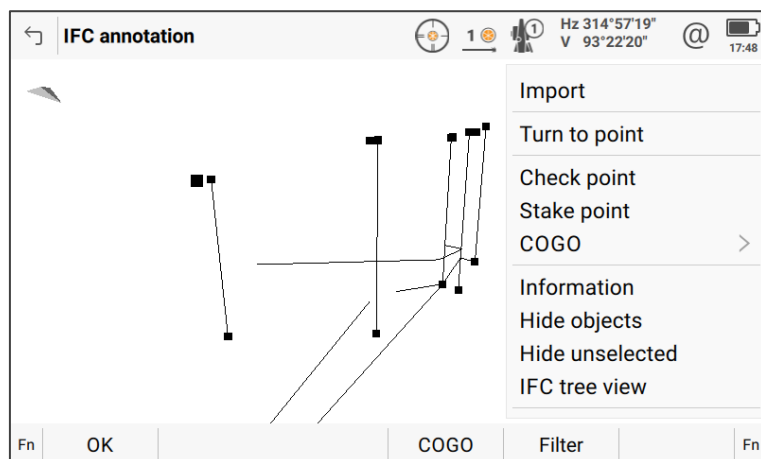 IFC annotation
1
1
Hz 314°57'19"
V 93°22'20"
@
17:48
Import
Turn to point
Check point
Stake point
COGO
Information
Hide objects
Hide unselected
IFC tree view
Fn OK COGO Filter Fn